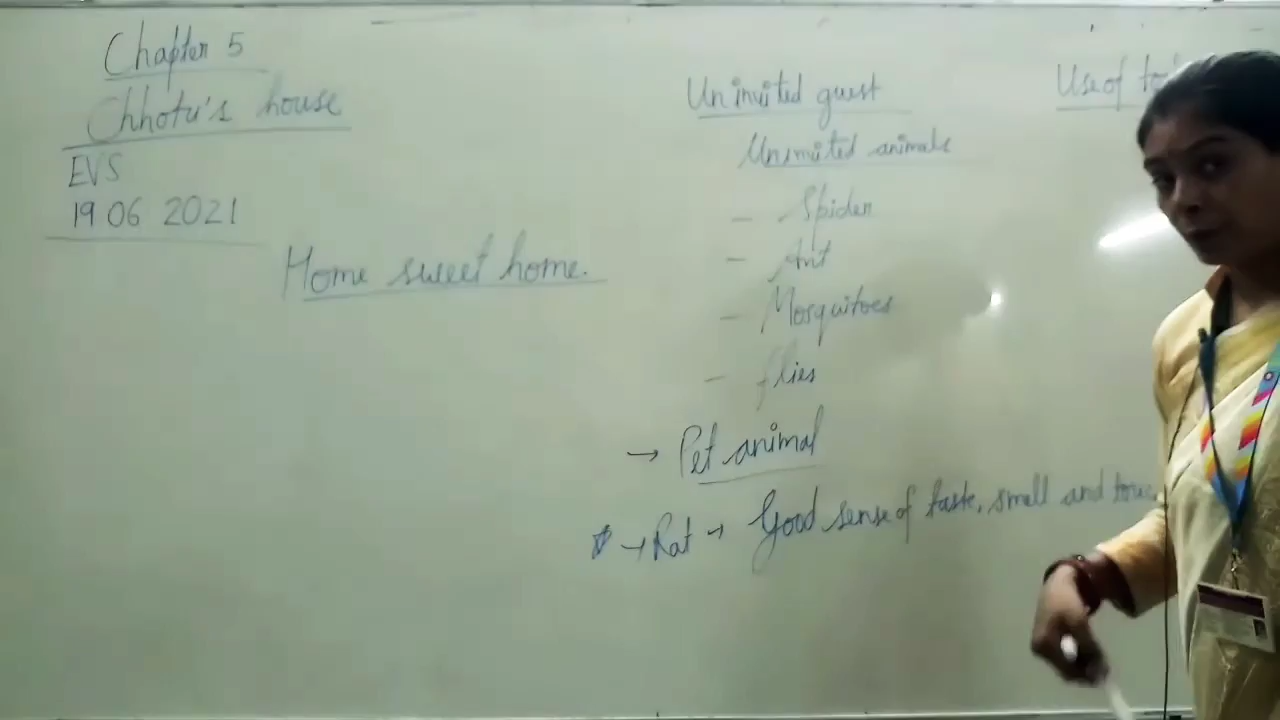 Chapter 5
Chhotu's house
EVS
19 06 2021
Home sweet home.
Uninvited guest
Uninvited animals
- Spider
- Ant
- Mosquitoes
- flies
→ Pet animal
→ Rat → Good sense of taste, smell and
Use of